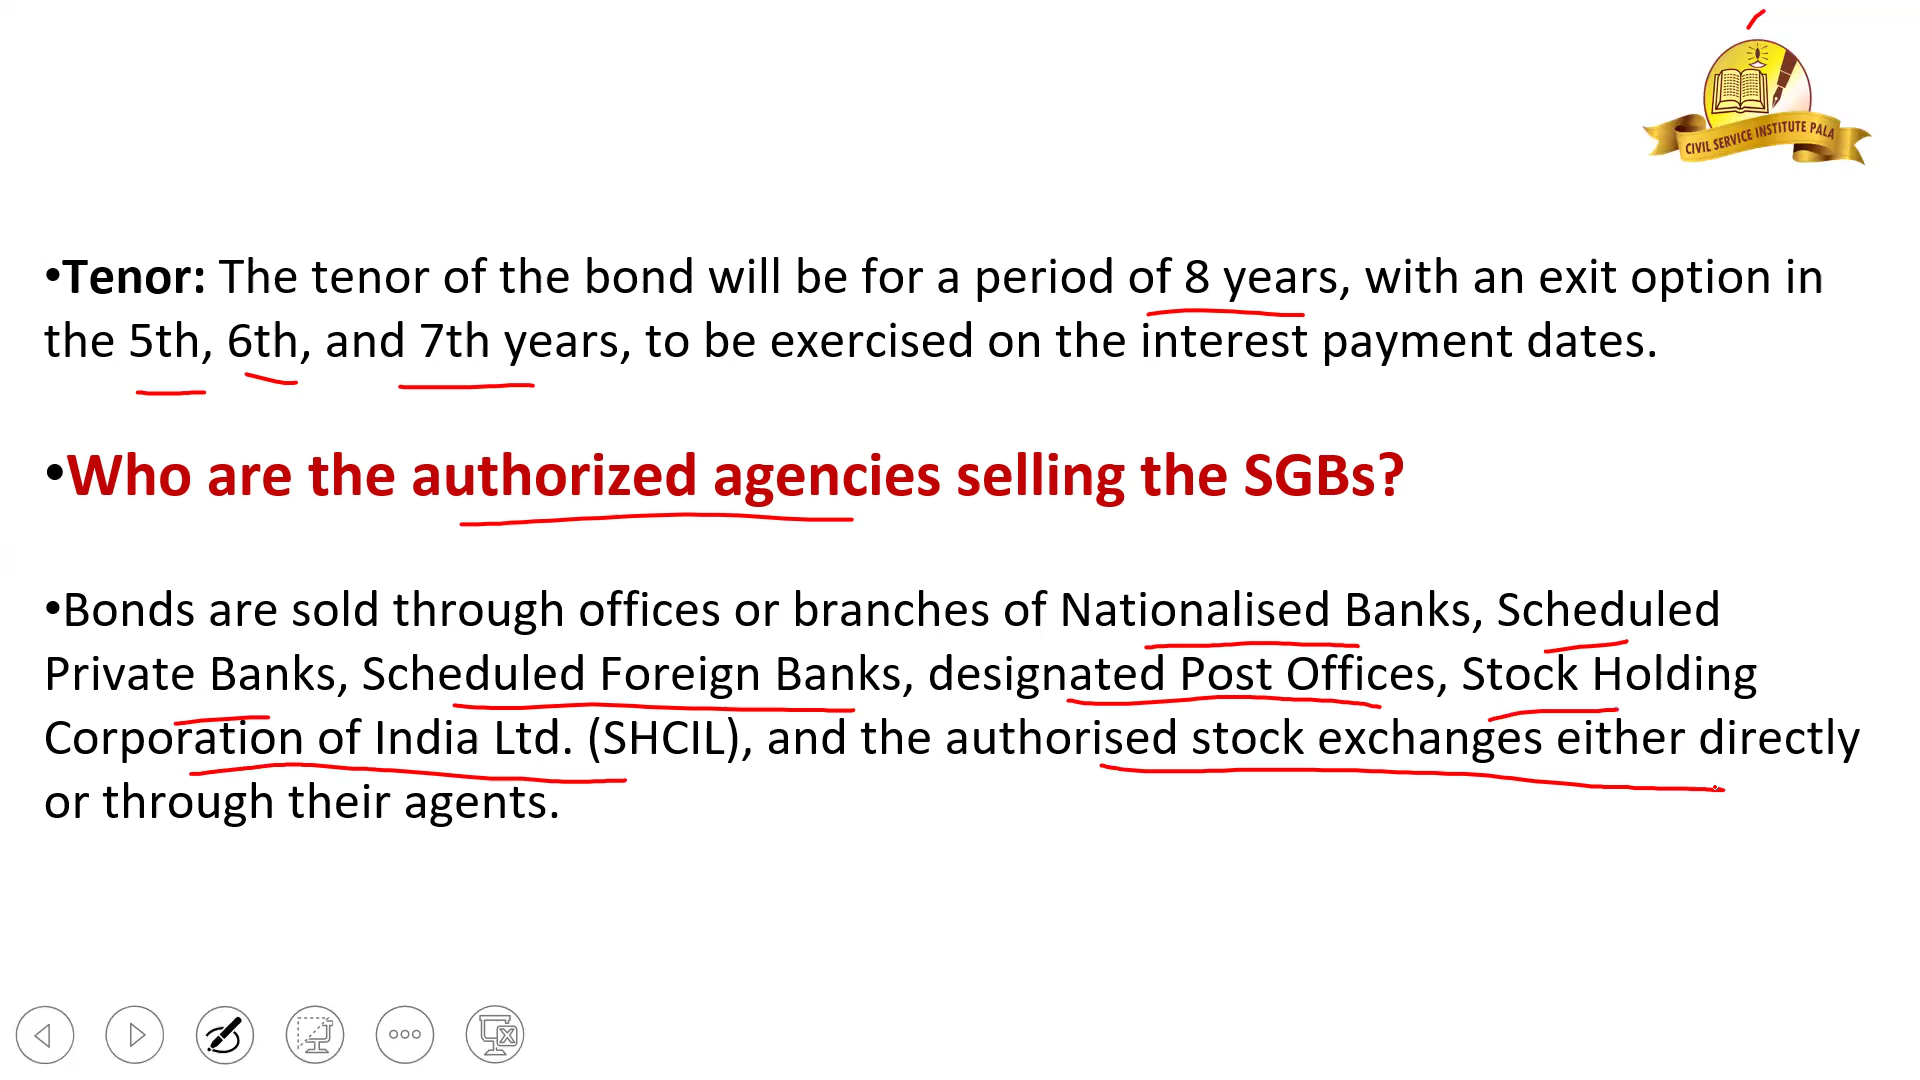 CIVIL SERVICE INSTITUTE PALA
•Tenor: The tenor of the bond will be for a period of 8 years, with an exit option in
the 5th, 6th, and 7th years, to be exercised on the interest payment dates.
•Who are the authorized agencies selling the SGBs?
•Bonds are sold through offices or branches of Nationalised Banks, Scheduled
Private Banks, Scheduled Foreign Banks, designated Post Offices, Stock Holding
Corporation of India Ltd. (SHCIL), and the authorised stock exchanges either directly
or through their agents.